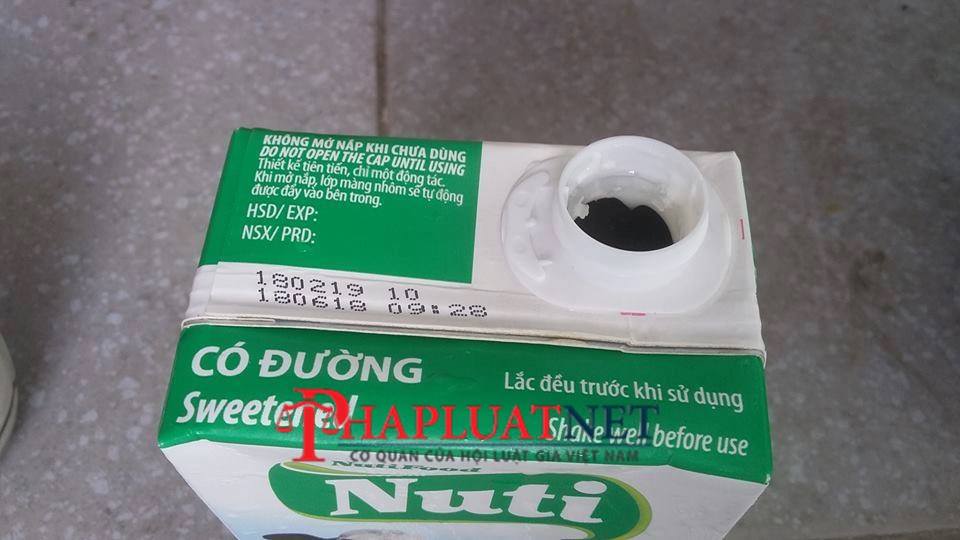 KHÔNG MỞ NẮP KHI CHƯA DÙNG
DO NOT OPEN THE CAP UNTIL USING
Thiết kế tiên tiến, chỉ một động tác.
Khi mở nắp, lớp màng nhôm sẽ tự động
được đẩy vào bên trong.
HSD/ EXP:
NSX/ PRD:
180219 10
180618 09:28
CÓ ĐƯỜNG
Sweetened
Lắc đều trước khi sử dụng
Shake well before use
PHAPLUATNET
CƠ QUAN CỦA HỘI LUẬT GIA VIỆT NAM
NutiFood
Nuti